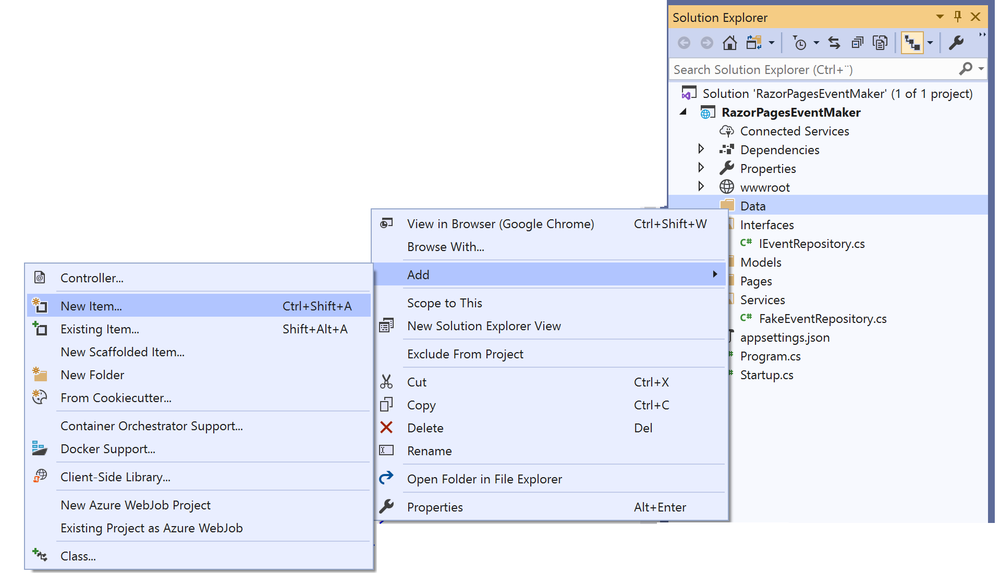 Solution Explorer
Search Solution Explorer (Ctrl+¨)
Solution 'RazorPagesEventMaker' (1 of 1 project)
RazorPagesEventMaker
Connected Services
Dependencies
Properties
wwwroot
Data
Interfaces
C# IEventRepository.cs
Models
Pages
Services
C# FakeEventRepository.cs
appsettings.json
Program.cs
Startup.cs
View in Browser (Google Chrome) Ctrl+Shift+W
Browse With...
Add
Scope to This
New Solution Explorer View
Exclude From Project
Cut Ctrl+X
Copy Ctrl+C
Delete Del
Rename
Open Folder in File Explorer
Properties Alt+Enter
Controller...
New Item... Ctrl+Shift+A
Existing Item... Shift+Alt+A
New Scaffolded Item...
New Folder
From Cookiecutter...
Container Orchestrator Support...
Docker Support...
Client-Side Library...
New Azure WebJob Project
Existing Project as Azure WebJob
Class...